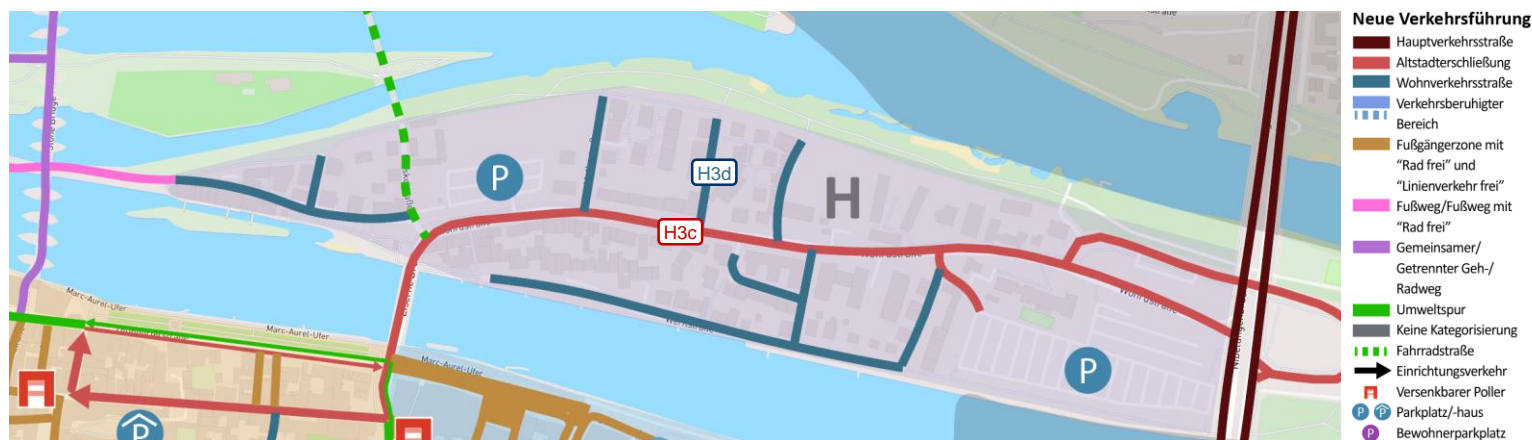 Neue Verkehrsführung
Hauptverkehrsstraße
Altstadterschließung
Wohnverkehrsstraße
Verkehrsberuhigter
Bereich
Fußgängerzone mit
“Rad frei” und
“Linienverkehr frei”
Fußweg/Fußweg mit
“Rad frei”
Gemeinsamer/
Getrennter Geh-/
Radweg
Umweltspur
Keine Kategorisierung
Fahrradstraße
Einrichtungsverkehr
Versenkbarer Poller
P P Parkplatz/-haus
P Bewohnerparkplatz
P
H3d
H
H3c
Wöhrdstraße
Marc-Aurel-Ufer
Marc-Aurel-Ufer
Marc-Aurel-Ufer
P
P